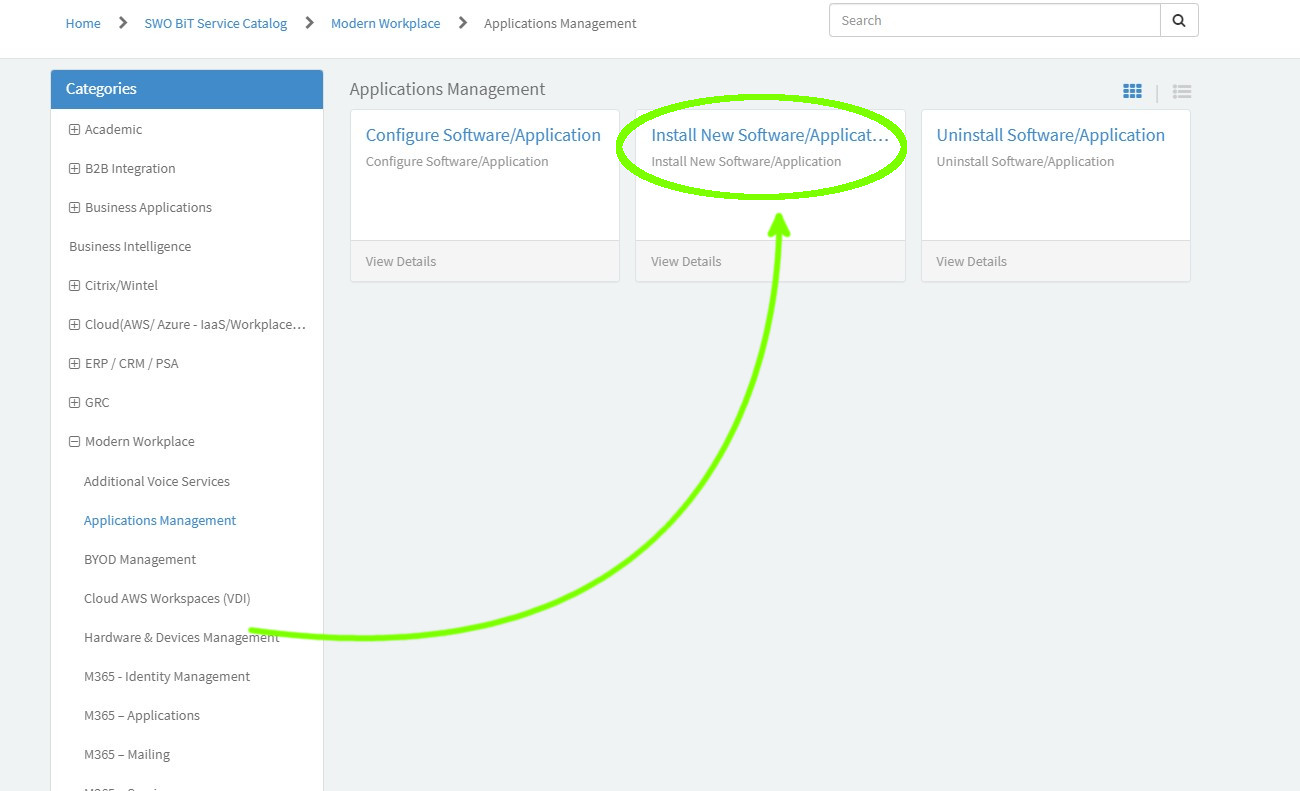 Home > SWO BiT Service Catalog > Modern Workplace > Applications Management
Search
Categories
Academic
B2B Integration
Business Applications
Business Intelligence
Citrix/Wintel
Cloud(AWS/ Azure - IaaS/Workplace…
ERP / CRM / PSA
GRC
Modern Workplace
Additional Voice Services
Applications Management
BYOD Management
Cloud AWS Workspaces (VDI)
Hardware & Devices Management
M365 - Identity Management
M365 – Applications
M365 – Mailing
Applications Management
Configure Software/Application
Configure Software/Application
View Details
Install New Software/Applicat…
Install New Software/Application
View Details
Uninstall Software/Application
Uninstall Software/Application
View Details